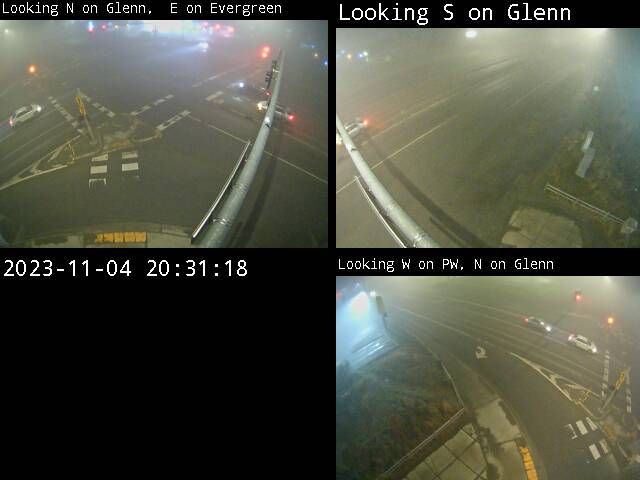 Looking N on Glenn,  E on Evergreen
Looking S on Glenn
2023-11-04 20:31:18
Looking W on PW, N on Glenn